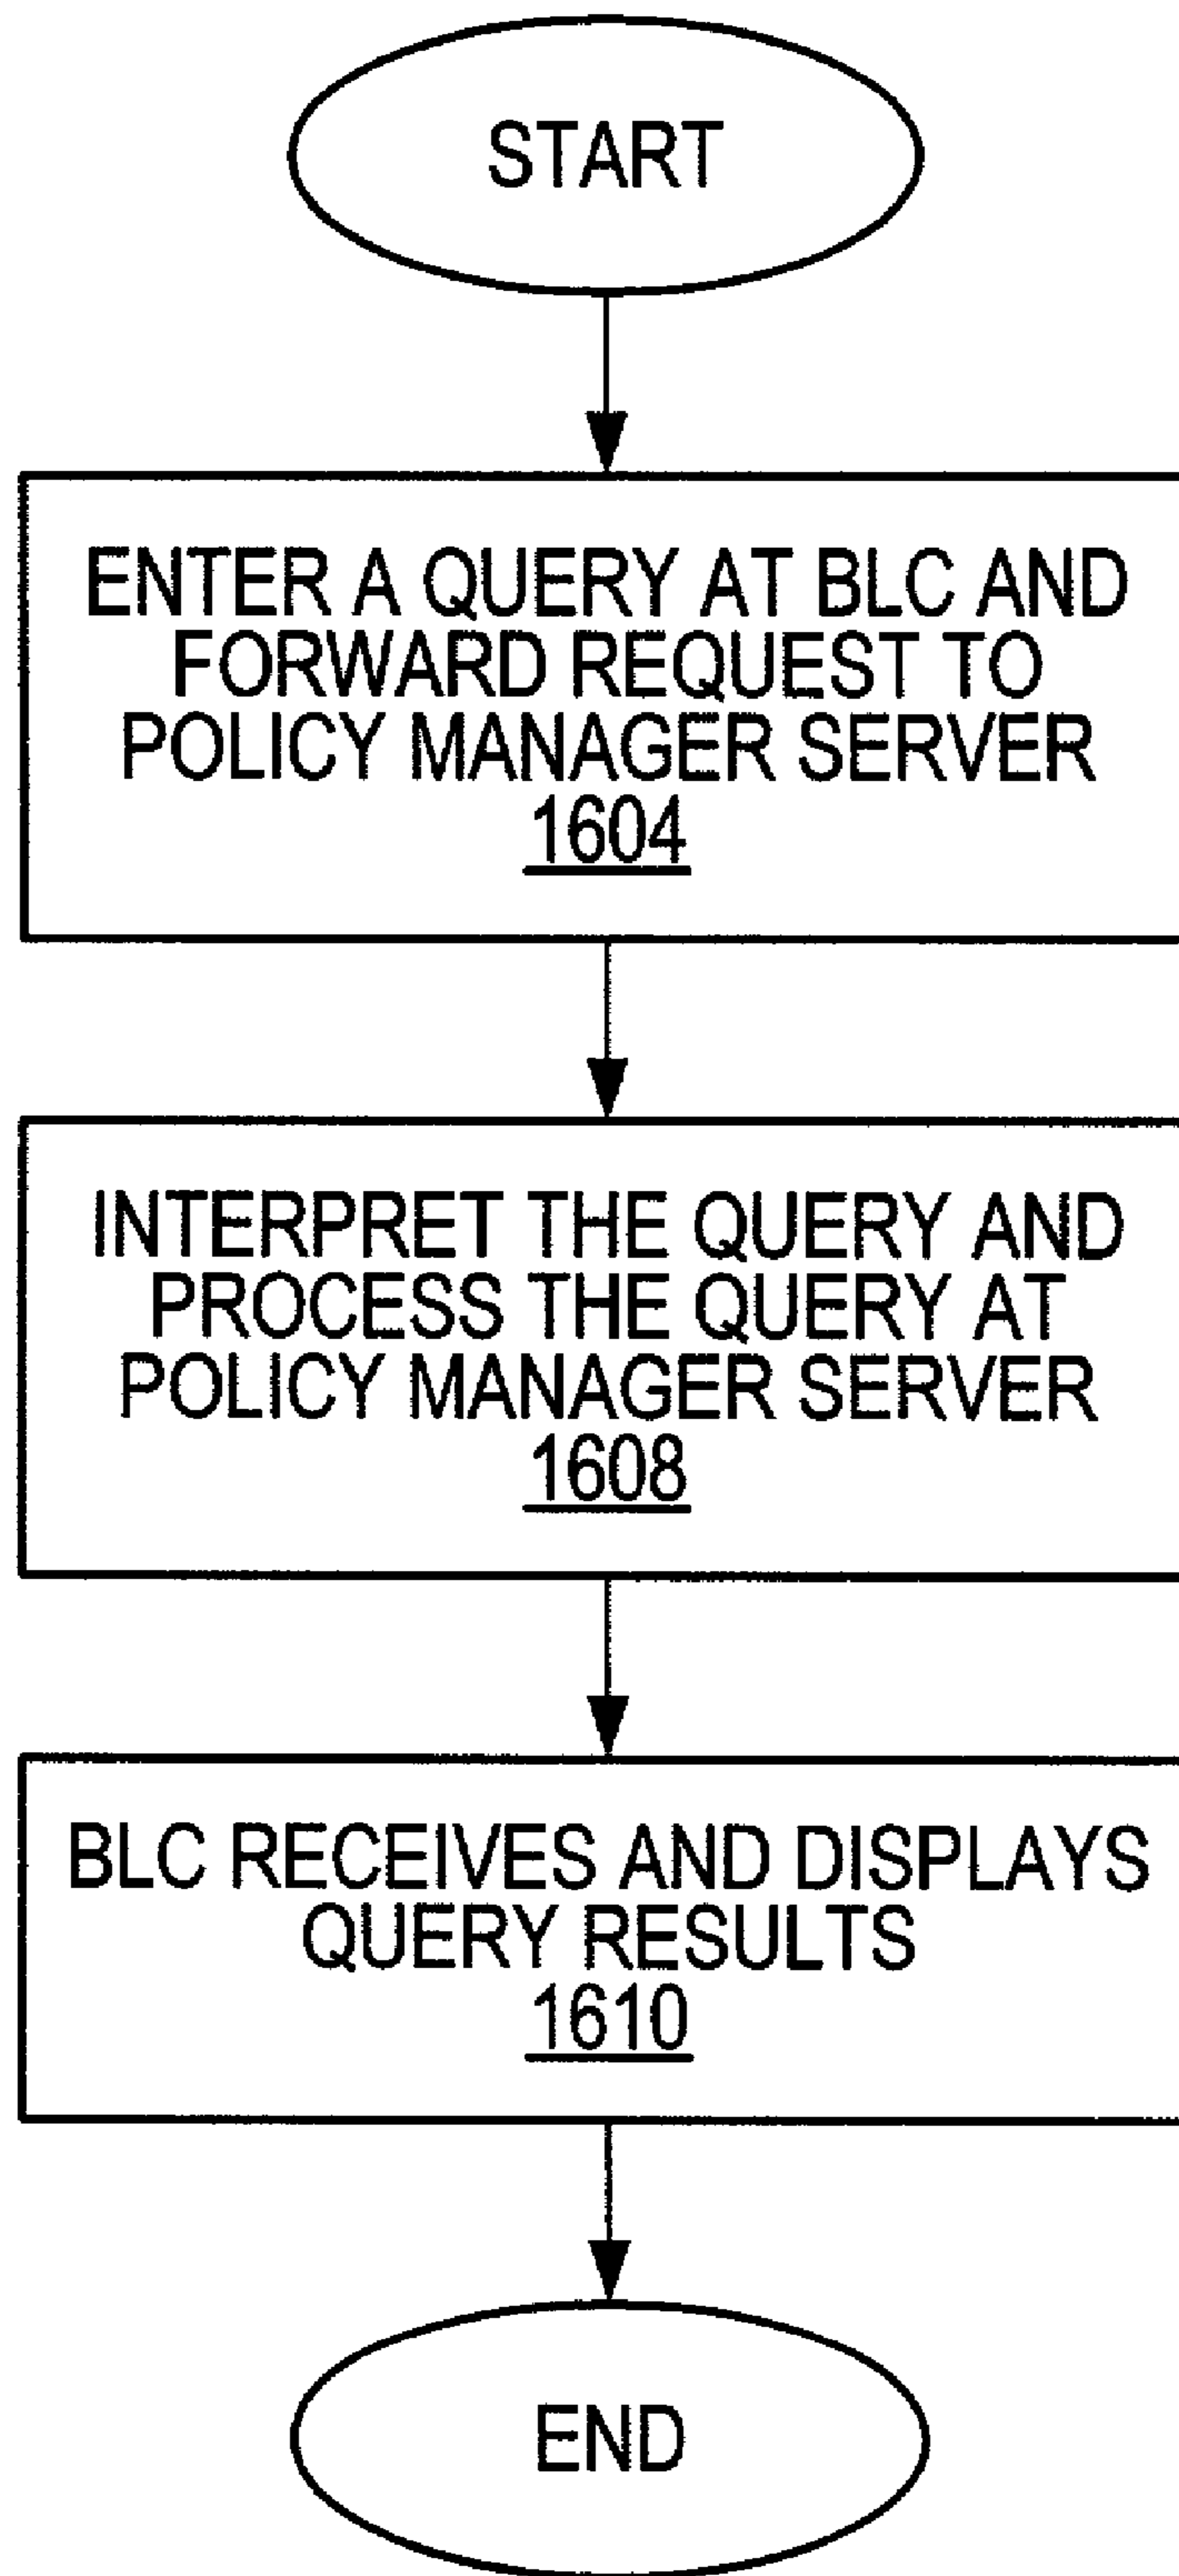 START
ENTER A QUERY AT BLC AND
FORWARD REQUEST TO
POLICY MANAGER SERVER
1604
INTERPRET THE QUERY AND
PROCESS THE QUERY AT
POLICY MANAGER SERVER
1608
BLC RECEIVES AND DISPLAYS
QUERY RESULTS
1610
END